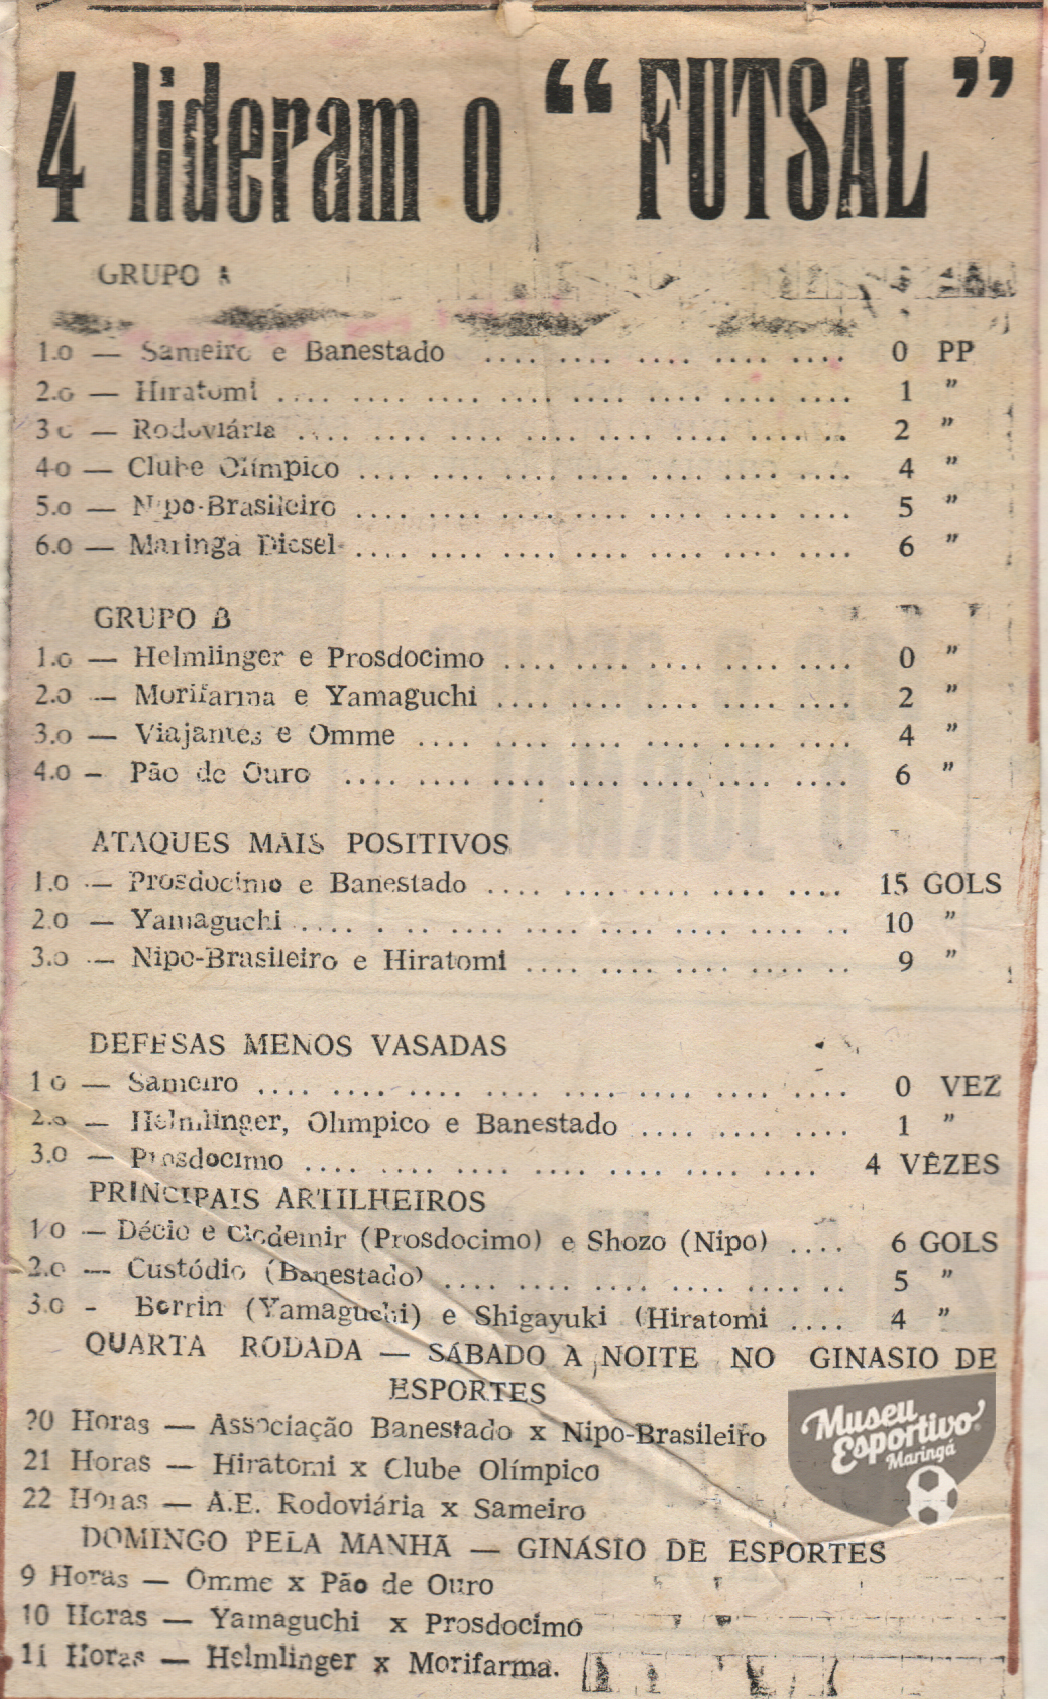 4 lideram o “FUTSAL”
GRUPO A
1.o — Sameiro e Banestado .... .... .... .... .... 0 PP
2.o — Hiratomi .... .... .... .... .... .... .... .... 1 ”
3.o — Rodoviária .... .... .... .... .... .... .... .. 2 ”
4.o — Clube Olímpico .... .... .... .... .... .... .... 4 ”
5.o — Nipo-Brasileiro .... .... .... .... .... .... .... 5 ”
6.o — Maringá Diesel .... .... .... .... .... .... .... 6 ”
GRUPO B
1.o — Helmlinger e Prosdocimo .... .... .... .... .... 0 ”
2.o — Morifarma e Yamaguchi .... .... .... .... .... 2 ”
3.o — Viajantes e Omme .... .... .... .... .... .... 4 ”
4.o — Pão de Ouro .... .... .... .... .... .... .... 6 ”
ATAQUES MAIS POSITIVOS
1.o — Prosdocimo e Banestado .... .... .... .... .... 15 GOLS
2.o — Yamaguchi .... . .. .... .... .... .... .... .. 10 ”
3.o — Nipo-Brasileiro e Hiratomi .... .... .... .... .. 9 ”
DEFESAS MENOS VASADAS
1 o — Sameiro .... .... .... .... .... .... .... .... 0 VEZ
2.o — Helmlinger, Olimpico e Banestado .... .... .... 1 ”
3.o — Prosdocimo .... .... .... .... .... .... .... 4 VÊZES
PRINCIPAIS ARTILHEIROS
1.o — Décio e Clodemir (Prosdocimo) e Shozo (Nipo) .... 6 GOLS
2.o — Custódio (Banestado) .... .... .... .... .... .. 5 ”
3.o - Berrin (Yamaguchi) e Shigayuki (Hiratomi .... 4 ”
QUARTA RODADA — SÁBADO À NOITE NO GINASIO DE
ESPORTES
20 Horas — Associação Banestado x Nipo-Brasileiro
21 Horas — Hiratomi x Clube Olímpico
22 Horas — A.E. Rodoviária x Sameiro
DOMINGO PELA MANHÃ — GINÁSIO DE ESPORTES
9 Horas — Omme x Pão de Ouro
10 Horas — Yamaguchi x Prosdocimo
11 Horas — Helmlinger x Morifarma.
Museu
Esportivo
Maringá